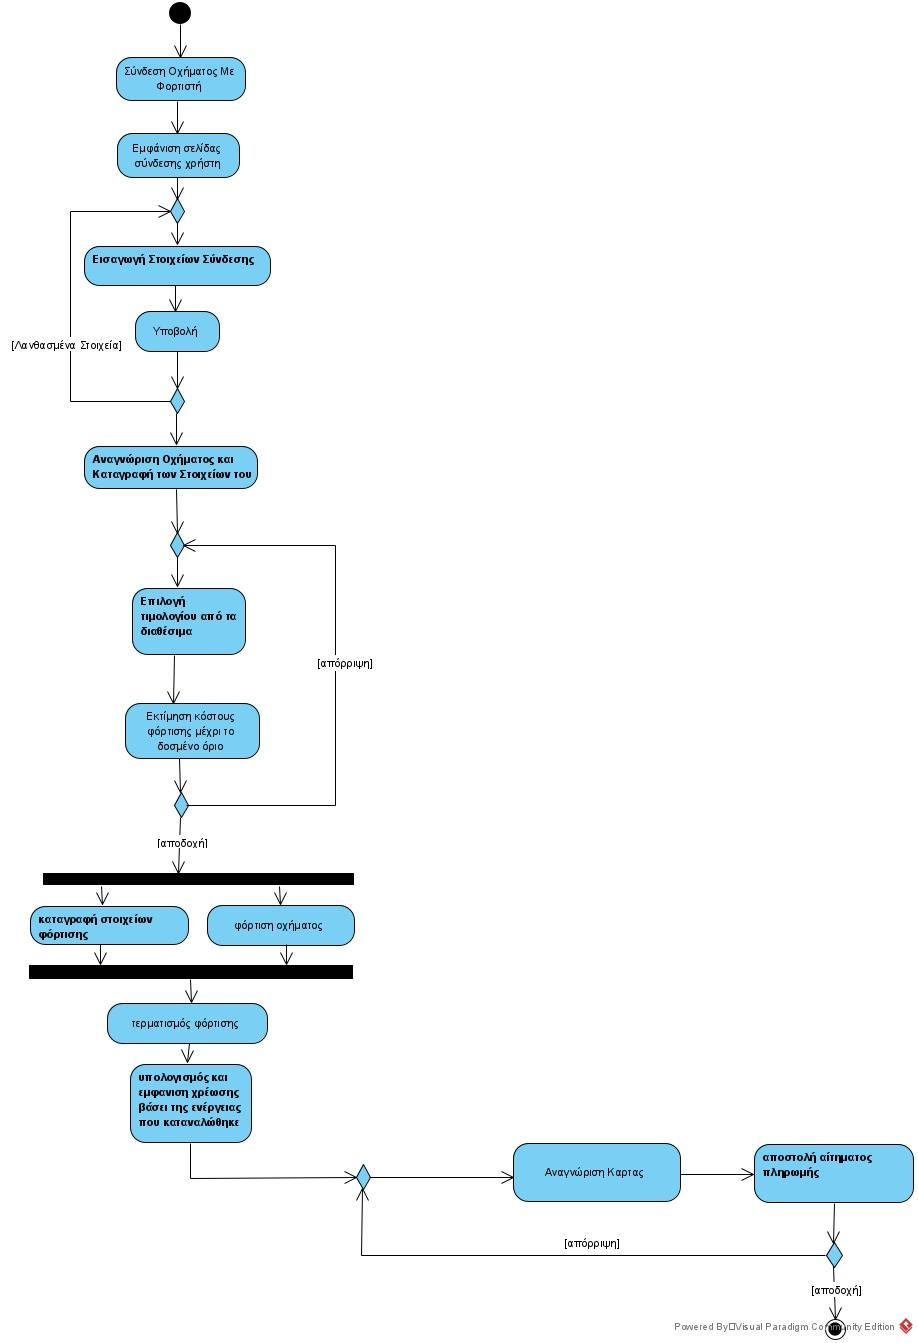 Σύνδεση Οχήματος Με
Φορτιστή
Εμφάνιση σελίδας
σύνδεσης χρήστη
Εισαγωγή Στοιχείων Σύνδεσης
Υποβολή
[Λανθασμένα Στοιχεία]
Αναγνώριση Οχήματος και
Καταγραφή των Στοιχείων του
Επιλογή
τιμολογίου από τα
διαθέσιμα
[απόρριψη]
Εκτίμηση κόστους
φόρτισης μέχρι το
δοσμένο όριο
[αποδοχή]
καταγραφή στοιχείων
φόρτισης
φόρτιση οχήματος
τερματισμός φόρτισης
υπολογισμός και
εμφανιση χρέωσης
βάσει της ενέργειας
που καταναλώθηκε
Αναγνώριση Καρτας
αποστολή αίτηματος
πληρωμής
[απόρριψη]
[αποδοχή]
Powered By Visual Paradigm Community Edition